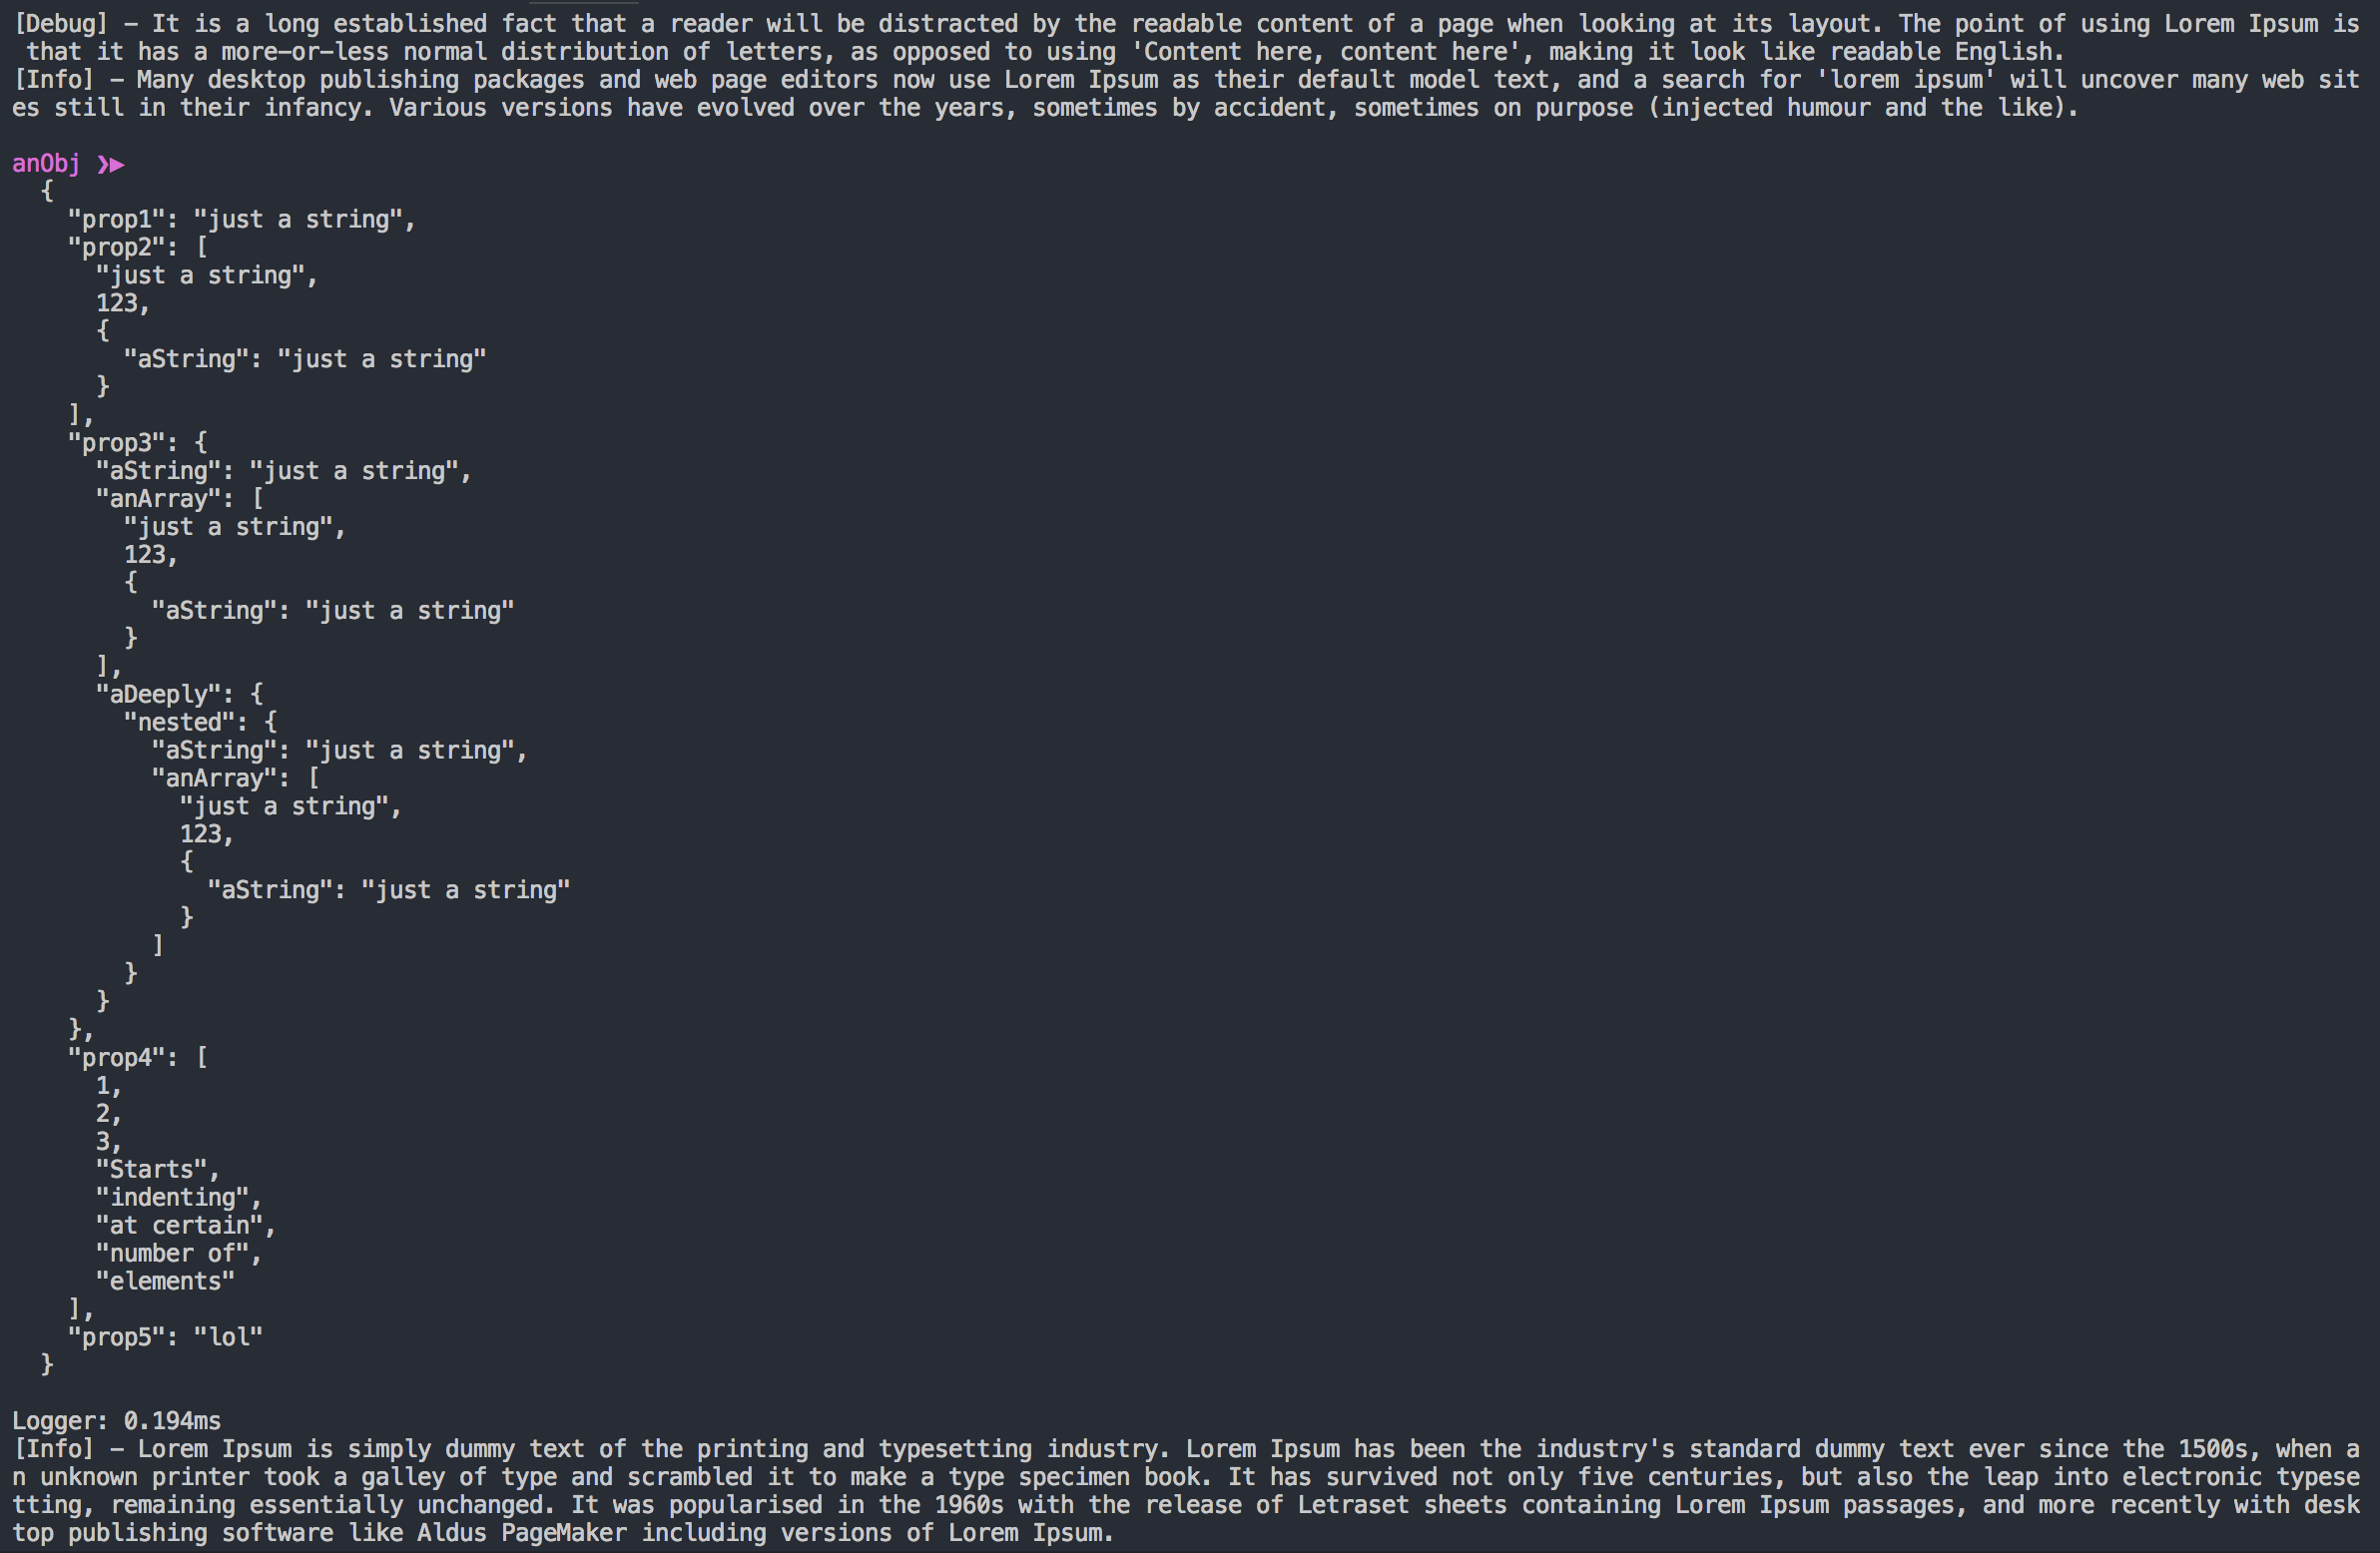 [Debug] – It is a long established fact that a reader will be distracted by the readable content of a page when looking at its layout. The point of using Lorem Ipsum is
 that it has a more–or–less normal distribution of letters, as opposed to using 'Content here, content here', making it look like readable English.
[Info] – Many desktop publishing packages and web page editors now use Lorem Ipsum as their default model text, and a search for 'lorem ipsum' will uncover many web sit
es still in their infancy. Various versions have evolved over the years, sometimes by accident, sometimes on purpose (injected humour and the like).

anObj ❯▶
  {
    "prop1": "just a string",
    "prop2": [
      "just a string",
      123,
      {
        "aString": "just a string"
      }
    ],
    "prop3": {
      "aString": "just a string",
      "anArray": [
        "just a string",
        123,
        {
          "aString": "just a string"
        }
      ],
      "aDeeply": {
        "nested": {
          "aString": "just a string",
          "anArray": [
            "just a string",
            123,
            {
              "aString": "just a string"
            }
          ]
        }
      }
    },
    "prop4": [
      1,
      2,
      3,
      "Starts",
      "indenting",
      "at certain",
      "number of",
      "elements"
    ],
    "prop5": "lol"
  }

Logger: 0.194ms
[Info] – Lorem Ipsum is simply dummy text of the printing and typesetting industry. Lorem Ipsum has been the industry's standard dummy text ever since the 1500s, when a
n unknown printer took a galley of type and scrambled it to make a type specimen book. It has survived not only five centuries, but also the leap into electronic typese
tting, remaining essentially unchanged. It was popularised in the 1960s with the release of Letraset sheets containing Lorem Ipsum passages, and more recently with desk
top publishing software like Aldus PageMaker including versions of Lorem Ipsum.